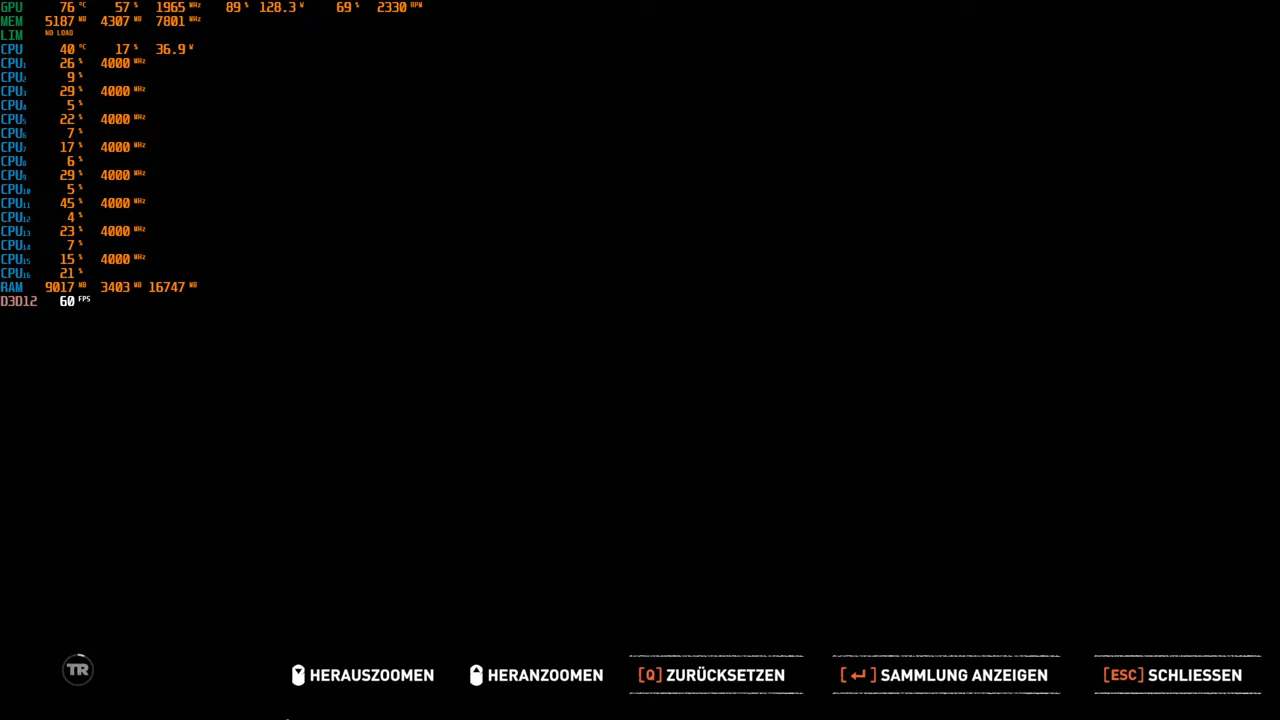 GPU 76 °C 57 % 1965 MHz 89 % 128.3 W 69 % 2330 RPM
MEM 5187 MB 4307 MB 7801 MHz
LIM NO LOAD
CPU 40 °C 17 % 36.9 W
CPU1 26 % 4000 MHz
CPU2 9 %
CPU3 29 % 4000 MHz
CPU4 5 %
CPU5 22 % 4000 MHz
CPU6 7 %
CPU7 17 % 4000 MHz
CPU8 6 %
CPU9 29 % 4000 MHz
CPU10 5 %
CPU11 45 % 4000 MHz
CPU12 4 %
CPU13 23 % 4000 MHz
CPU14 7 %
CPU15 15 % 4000 MHz
CPU16 21 %
RAM 9017 MB 3403 MB 16747 MB
D3D12 60 FPS
TR HERAUSZOOMEN HERANZOOMEN [Q] ZURÜCKSETZEN [↵] SAMMLUNG ANZEIGEN [ESC] SCHLIESSEN